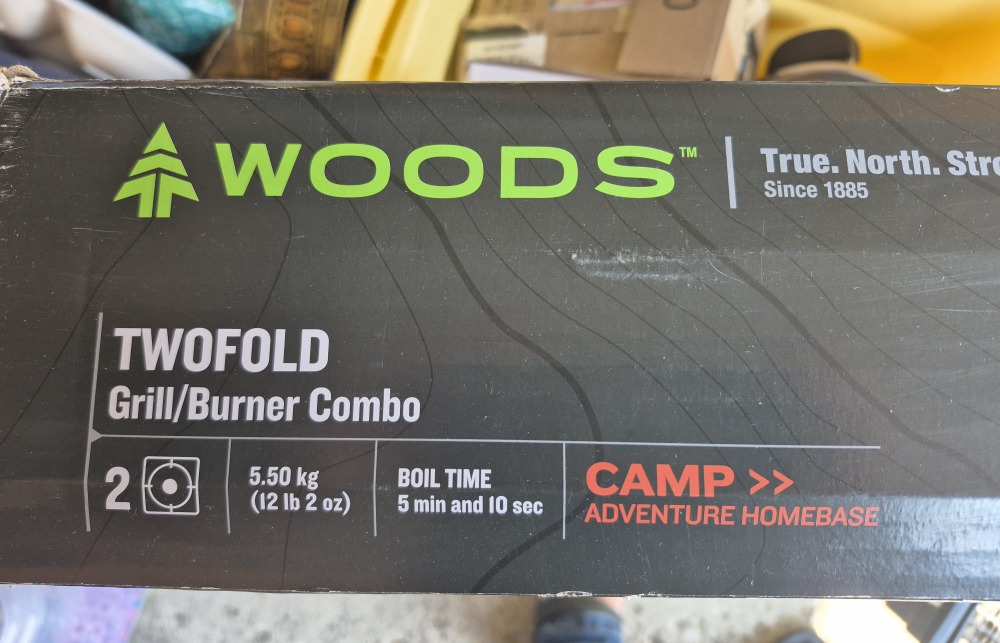 WOODS™
True. North.
Since 1885
TWOFOLD
Grill/Burner Combo
2
5.50 kg
(12 lb 2 oz)
BOIL TIME
5 min and 10 sec
CAMP >>
ADVENTURE HOMEBASE